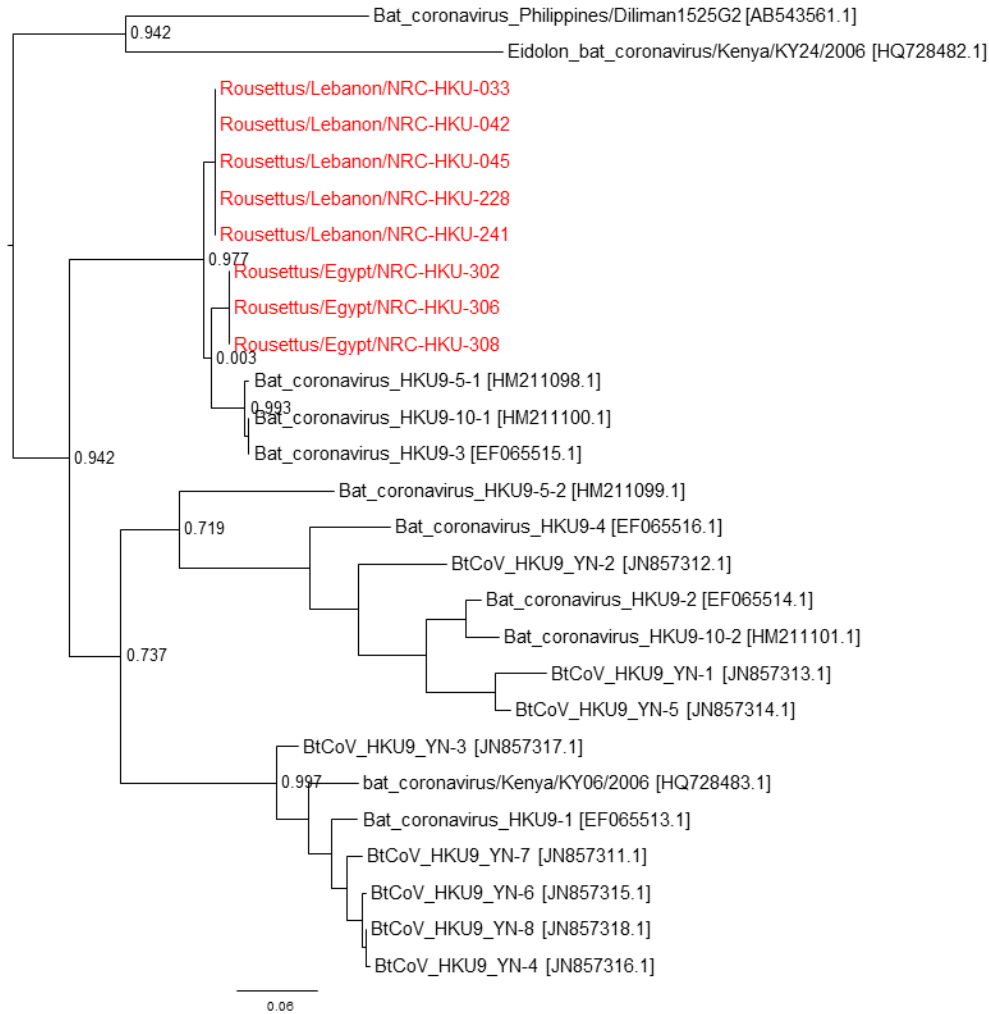 Bat_coronavirus_Philippines/Diliman1525G2 [AB543561.1]
0.942
Eidolon_bat_coronavirus/Kenya/KY24/2006 [HQ728482.1]
Rousettus/Lebanon/NRC-HKU-033
Rousettus/Lebanon/NRC-HKU-042
Rousettus/Lebanon/NRC-HKU-045
Rousettus/Lebanon/NRC-HKU-228
Rousettus/Lebanon/NRC-HKU-241
0.977
Rousettus/Egypt/NRC-HKU-302
Rousettus/Egypt/NRC-HKU-306
Rousettus/Egypt/NRC-HKU-308
0.003
Bat_coronavirus_HKU9-5-1 [HM211098.1]
0.993
Bat_coronavirus_HKU9-10-1 [HM211100.1]
Bat_coronavirus_HKU9-3 [EF065515.1]
0.942
Bat_coronavirus_HKU9-5-2 [HM211099.1]
0.719
Bat_coronavirus_HKU9-4 [EF065516.1]
BtCoV_HKU9_YN-2 [JN857312.1]
Bat_coronavirus_HKU9-2 [EF065514.1]
Bat_coronavirus_HKU9-10-2 [HM211101.1]
0.737
BtCoV_HKU9_YN-1 [JN857313.1]
BtCoV_HKU9_YN-5 [JN857314.1]
BtCoV_HKU9_YN-3 [JN857317.1]
0.997
bat_coronavirus/Kenya/KY06/2006 [HQ728483.1]
Bat_coronavirus_HKU9-1 [EF065513.1]
BtCoV_HKU9_YN-7 [JN857311.1]
BtCoV_HKU9_YN-6 [JN857315.1]
BtCoV_HKU9_YN-8 [JN857318.1]
BtCoV_HKU9_YN-4 [JN857316.1]
0.06